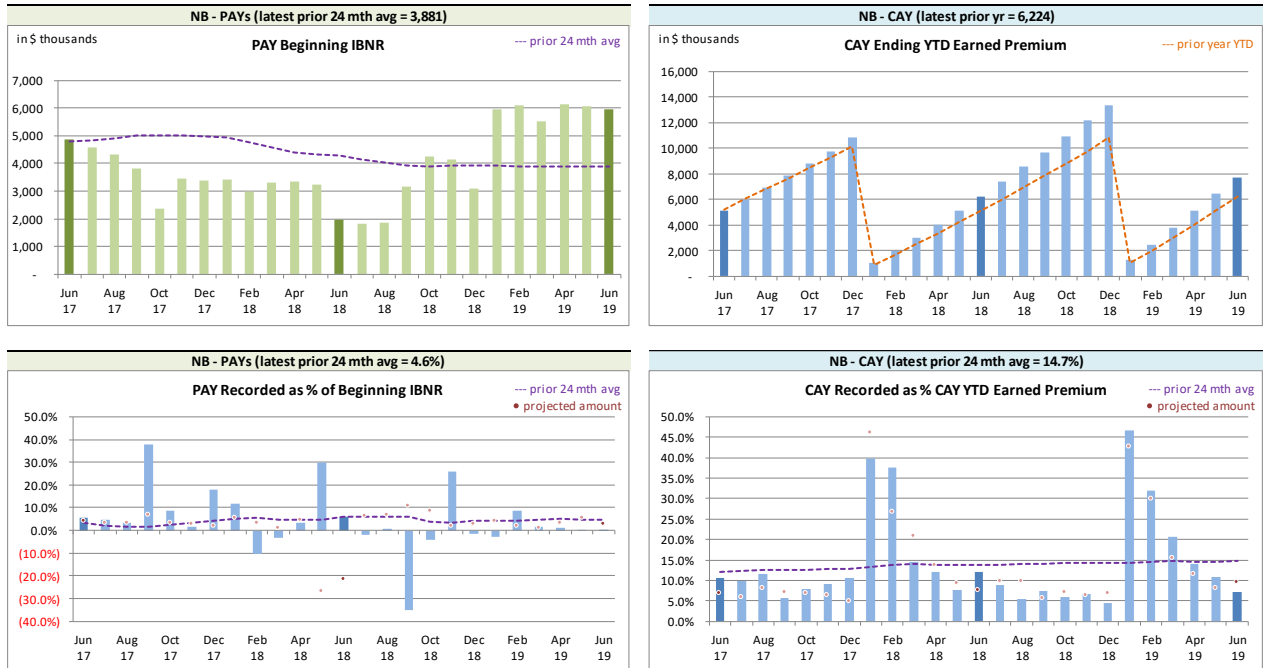 NB - PAYs (latest prior 24 mth avg = 3,881)
in $ thousands
PAY Beginning IBNR
--- prior 24 mth avg
7,000
6,000
5,000
4,000
3,000
2,000
1,000
-
Jun Aug Oct Dec Feb Apr Jun Aug Oct Dec Feb Apr Jun
17 17 17 17 18 18 18 18 18 18 19 19 19
NB - CAY (latest prior yr = 6,224)
in $ thousands
CAY Ending YTD Earned Premium
--- prior year YTD
16,000
14,000
12,000
10,000
8,000
6,000
4,000
2,000
-
Jun Aug Oct Dec Feb Apr Jun Aug Oct Dec Feb Apr Jun
17 17 17 17 18 18 18 18 18 18 19 19 19
NB - PAYs (latest prior 24 mth avg = 4.6%)
PAY Recorded as % of Beginning IBNR
--- prior 24 mth avg
• projected amount
50.0%
40.0%
30.0%
20.0%
10.0%
0.0%
(10.0%)
(20.0%)
(30.0%)
(40.0%)
Jun Aug Oct Dec Feb Apr Jun Aug Oct Dec Feb Apr Jun
17 17 17 17 18 18 18 18 18 18 19 19 19
NB - CAY (latest prior 24 mth avg = 14.7%)
CAY Recorded as % CAY YTD Earned Premium
--- prior 24 mth avg
• projected amount
50.0%
45.0%
40.0%
35.0%
30.0%
25.0%
20.0%
15.0%
10.0%
5.0%
0.0%
Jun Aug Oct Dec Feb Apr Jun Aug Oct Dec Feb Apr Jun
17 17 17 17 18 18 18 18 18 18 19 19 19